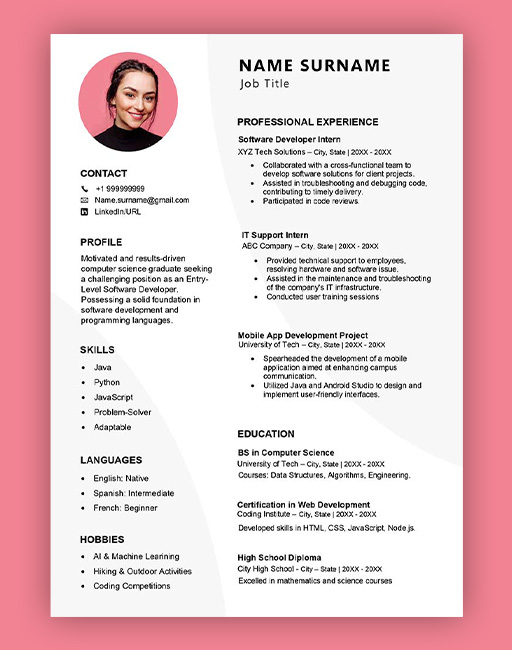 NAME SURNAME
Job Title
CONTACT
+1 999999999
Name.surname@gmail.com
LinkedIn/URL
PROFILE
Motivated and results-driven
computer science graduate seeking
a challenging position as an Entry-
Level Software Developer.
Possessing a solid foundation in
software development and
programming languages.
SKILLS
• Java
• Python
• JavaScript
• Problem-Solver
• Adaptable
LANGUAGES
• English: Native
• Spanish: Intermediate
• French: Beginner
HOBBIES
• AI & Machine Learining
• Hiking & Outdoor Activities
• Coding Competitions
PROFESSIONAL EXPERIENCE
Software Developer Intern
XYZ Tech Solutions – City, State | 20XX - 20XX
• Collaborated with a cross-functional team to
develop software solutions for client projects.
• Assisted in troubleshooting and debugging code,
contributing to timely delivery.
• Participated in code reviews.
IT Support Intern
ABC Company – City, State | 20XX - 20XX
• Provided technical support to employees,
resolving hardware and software issue.
• Assisted in the maintenance and troubleshooting
of the company's IT infrastructure.
• Conducted user training sessions
Mobile App Development Project
University of Tech – City, State | 20XX - 20XX
• Spearheaded the development of a mobile
application aimed at enhancing campus
communication.
• Utilized Java and Android Studio to design and
implement user-friendly interfaces.
EDUCATION
BS in Computer Science
University of Tech – City, State | 20XX - 20XX
Courses: Data Structures, Algorithms, Engineering.
Certification in Web Development
Coding Institute – City, State | 20XX - 20XX
Developed skills in HTML, CSS, JavaScript, Node.js.
High School Diploma
City High School - City – State | 20XX - 20XX
Excelled in mathematics and science courses